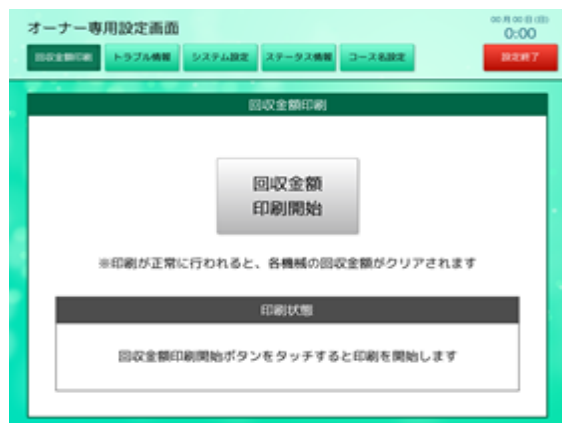 オーナー専用設定画面
00月00日(日)
0:00
回収金額印刷
トラブル情報
システム設定
ステータス情報
コース名設定
設定終了
回収金額印刷
回収金額
印刷開始
※印刷が正常に行われると、各機械の回収金額がクリアされます
印刷状態
回収金額印刷開始ボタンをタッチすると印刷を開始します